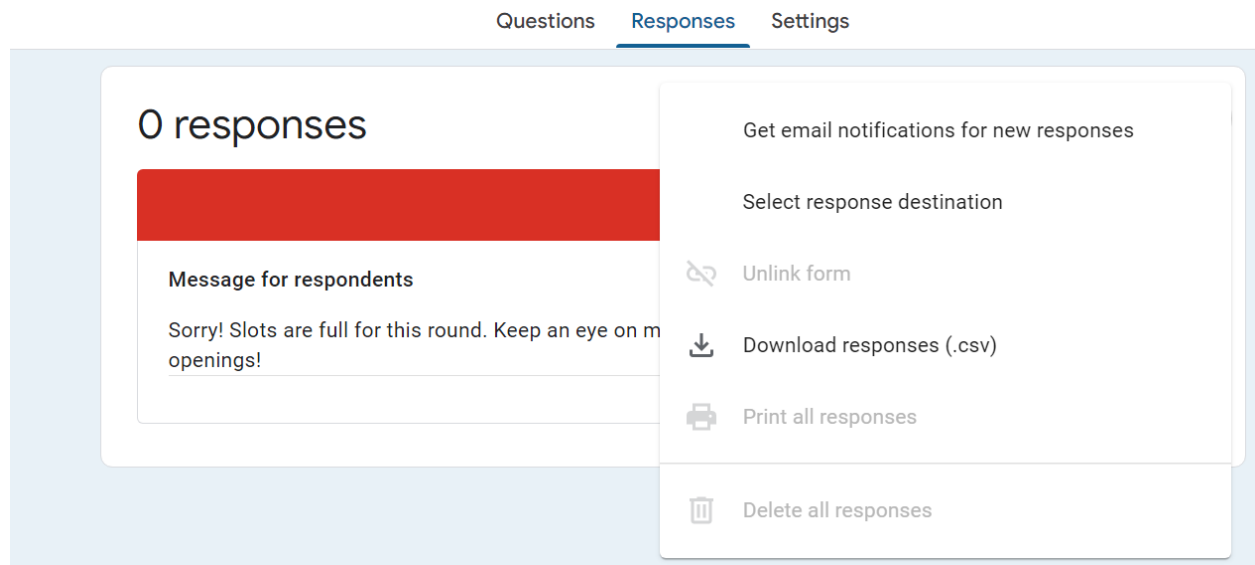 Questions Responses Settings
0 responses
Message for respondents
Sorry! Slots are full for this round. Keep an eye on m
openings!
Get email notifications for new responses
Select response destination
Unlink form
Download responses (.csv)
Print all responses
Delete all responses